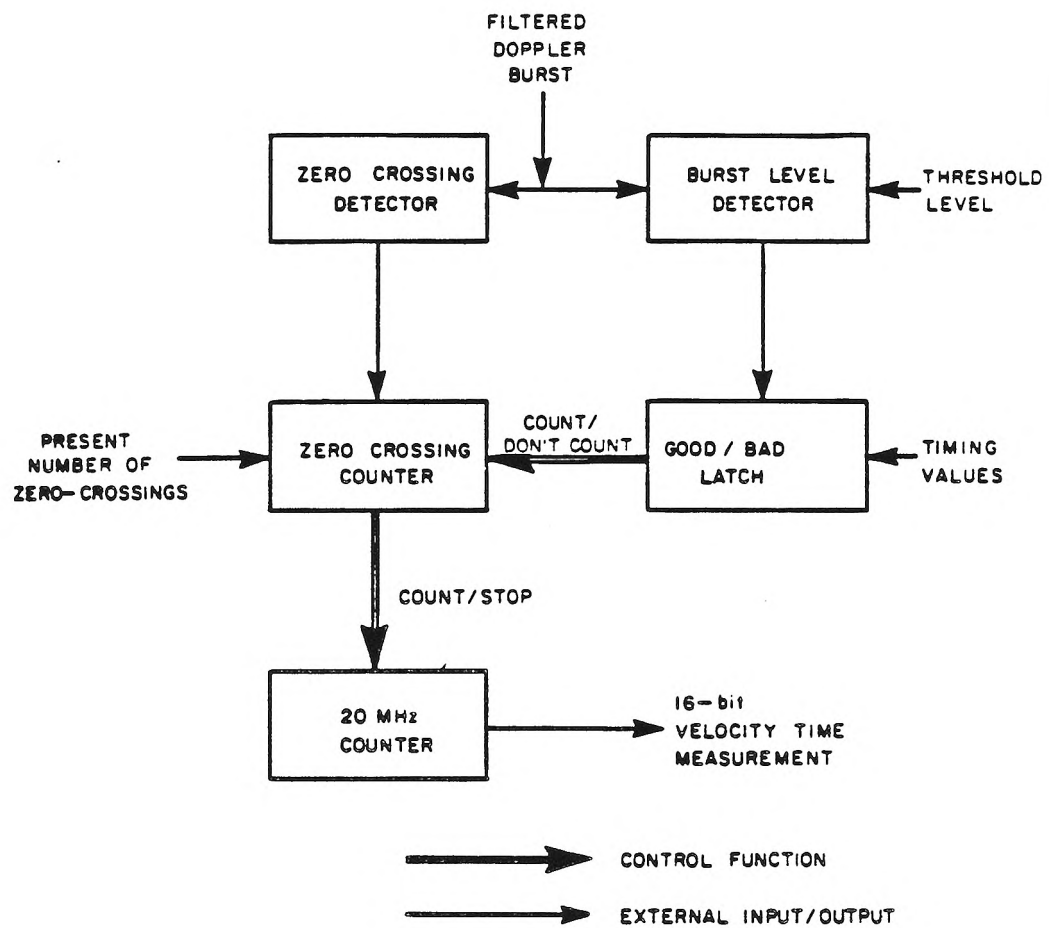 FILTERED
DOPPLER
BURST
ZERO CROSSING
DETECTOR
BURST LEVEL
DETECTOR
THRESHOLD
LEVEL
PRESENT
NUMBER OF
ZERO-CROSSINGS
ZERO CROSSING
COUNTER
COUNT/
DON'T COUNT
GOOD / BAD
LATCH
TIMING
VALUES
COUNT/STOP
20 MHz
COUNTER
16-bit
VELOCITY TIME
MEASUREMENT
CONTROL FUNCTION
EXTERNAL INPUT/OUTPUT